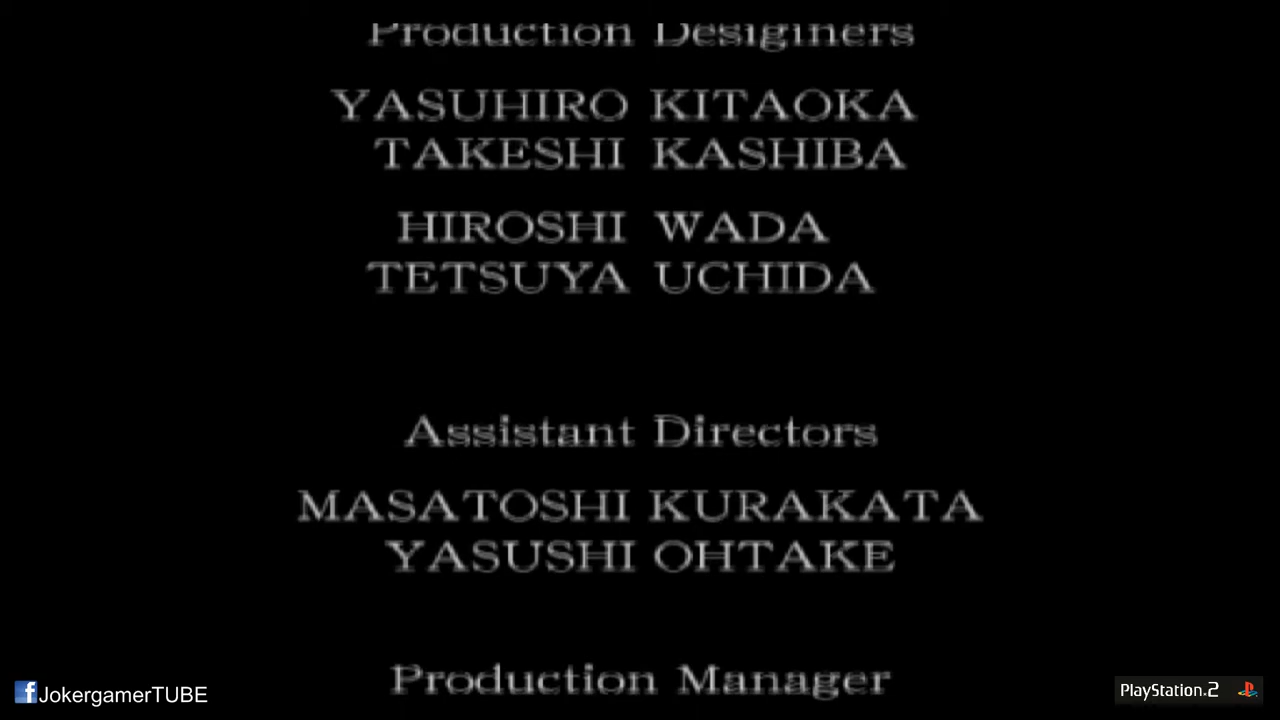 Production Desiginers
YASUHIRO KITAOKA
TAKESHI KASHIBA
HIROSHI WADA
TETSUYA UCHIDA
Assistant Directors
MASATOSHI KURAKATA
YASUSHI OHTAKE
Production Manager
JokergamerTUBE
PlayStation.2